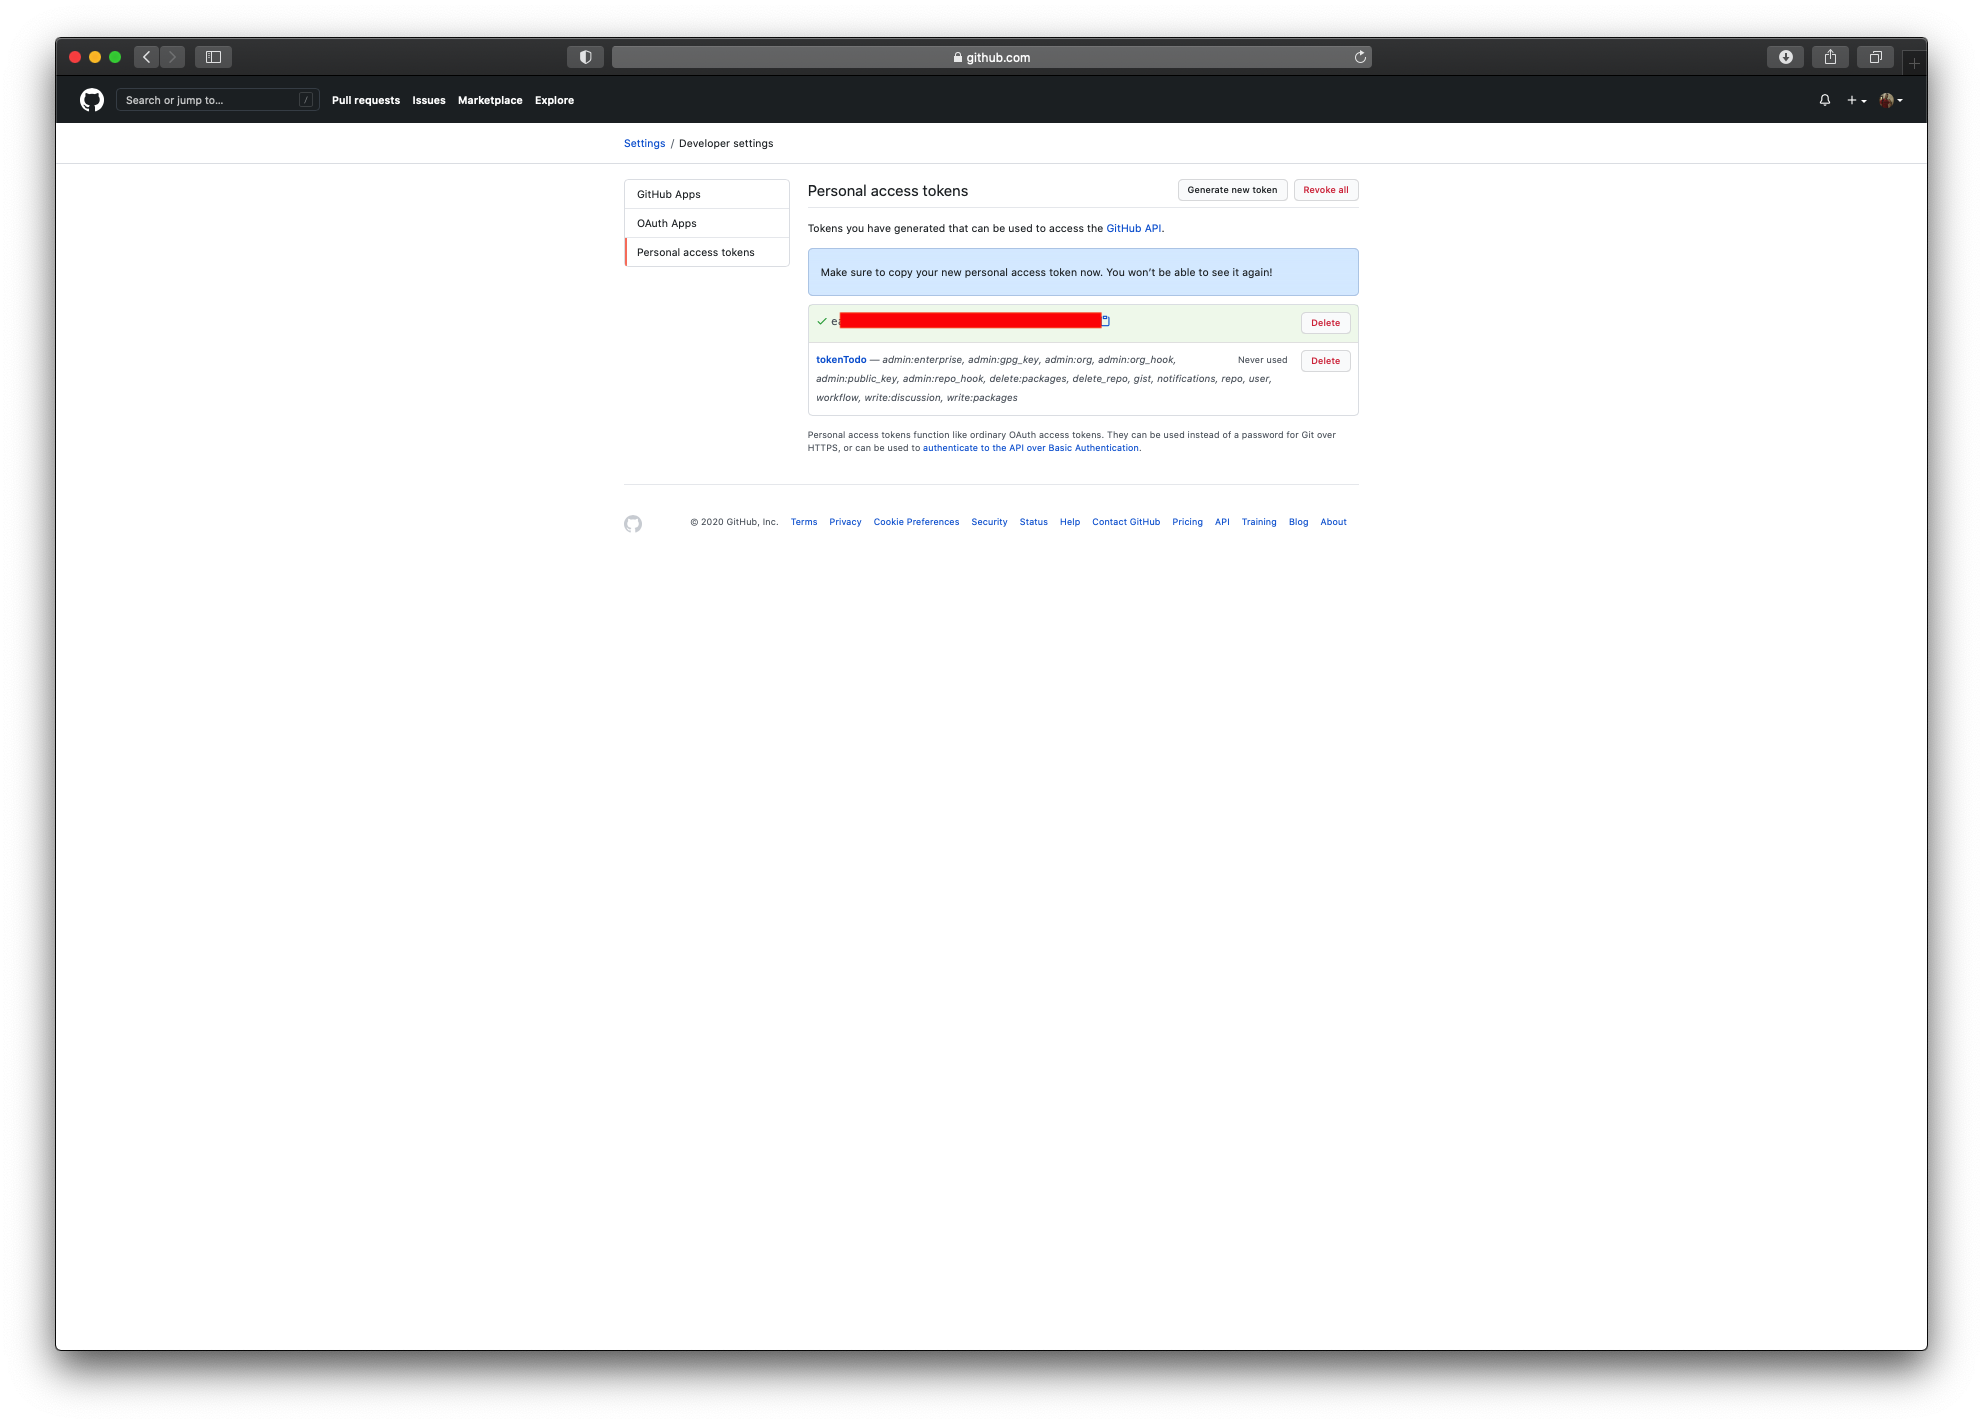 github.com
Search or jump to... /
Pull requests Issues Marketplace Explore
Settings / Developer settings
GitHub Apps
OAuth Apps
Personal access tokens
Personal access tokens
Generate new token
Revoke all
Tokens you have generated that can be used to access the GitHub API.
Make sure to copy your new personal access token now. You won't be able to see it again!
Delete
tokenTodo — admin:enterprise, admin:gpg_key, admin:org, admin:org_hook,
admin:public_key, admin:repo_hook, delete:packages, delete_repo, gist, notifications, repo, user,
workflow, write:discussion, write:packages
Never used
Delete
Personal access tokens function like ordinary OAuth access tokens. They can be used instead of a password for Git over
HTTPS, or can be used to authenticate to the API over Basic Authentication.
© 2020 GitHub, Inc. Terms Privacy Cookie Preferences Security Status Help Contact GitHub Pricing API Training Blog About